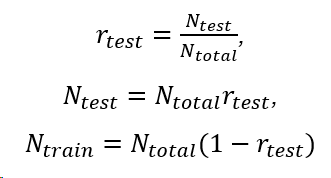 r_test = N_test / N_total,
N_test = N_total r_test,
N_train = N_total (1 − r_test)